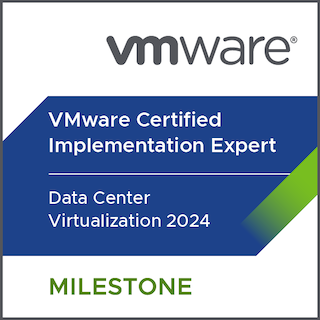 vmware®
VMware Certified
Implementation Expert
Data Center
Virtualization 2024
MILESTONE